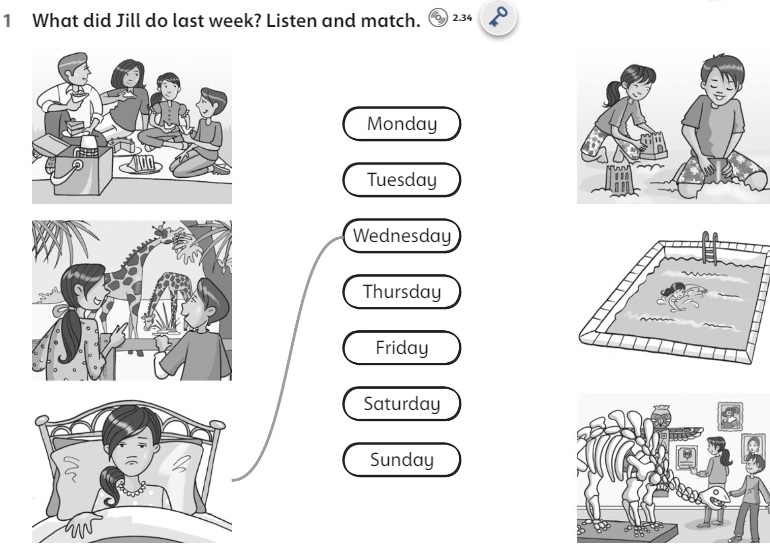 1 What did Jill do last week? Listen and match. 2.34
Monday
Tuesday
Wednesday
Thursday
Friday
Saturday
Sunday